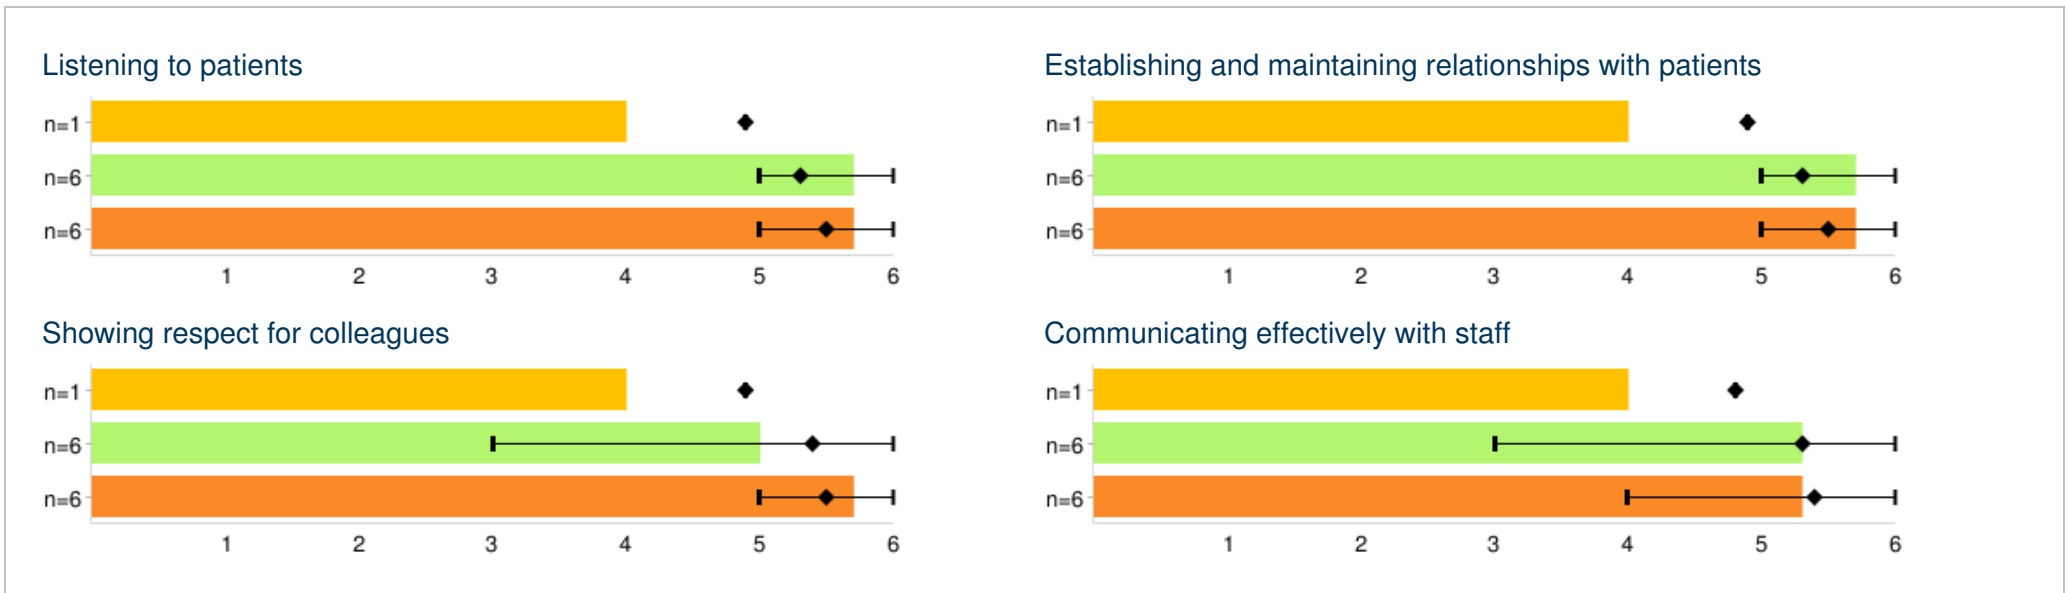 Listening to patients
n=1
n=6
n=6
1 2 3 4 5 6
Establishing and maintaining relationships with patients
n=1
n=6
n=6
1 2 3 4 5 6
Showing respect for colleagues
n=1
n=6
n=6
1 2 3 4 5 6
Communicating effectively with staff
n=1
n=6
n=6
1 2 3 4 5 6